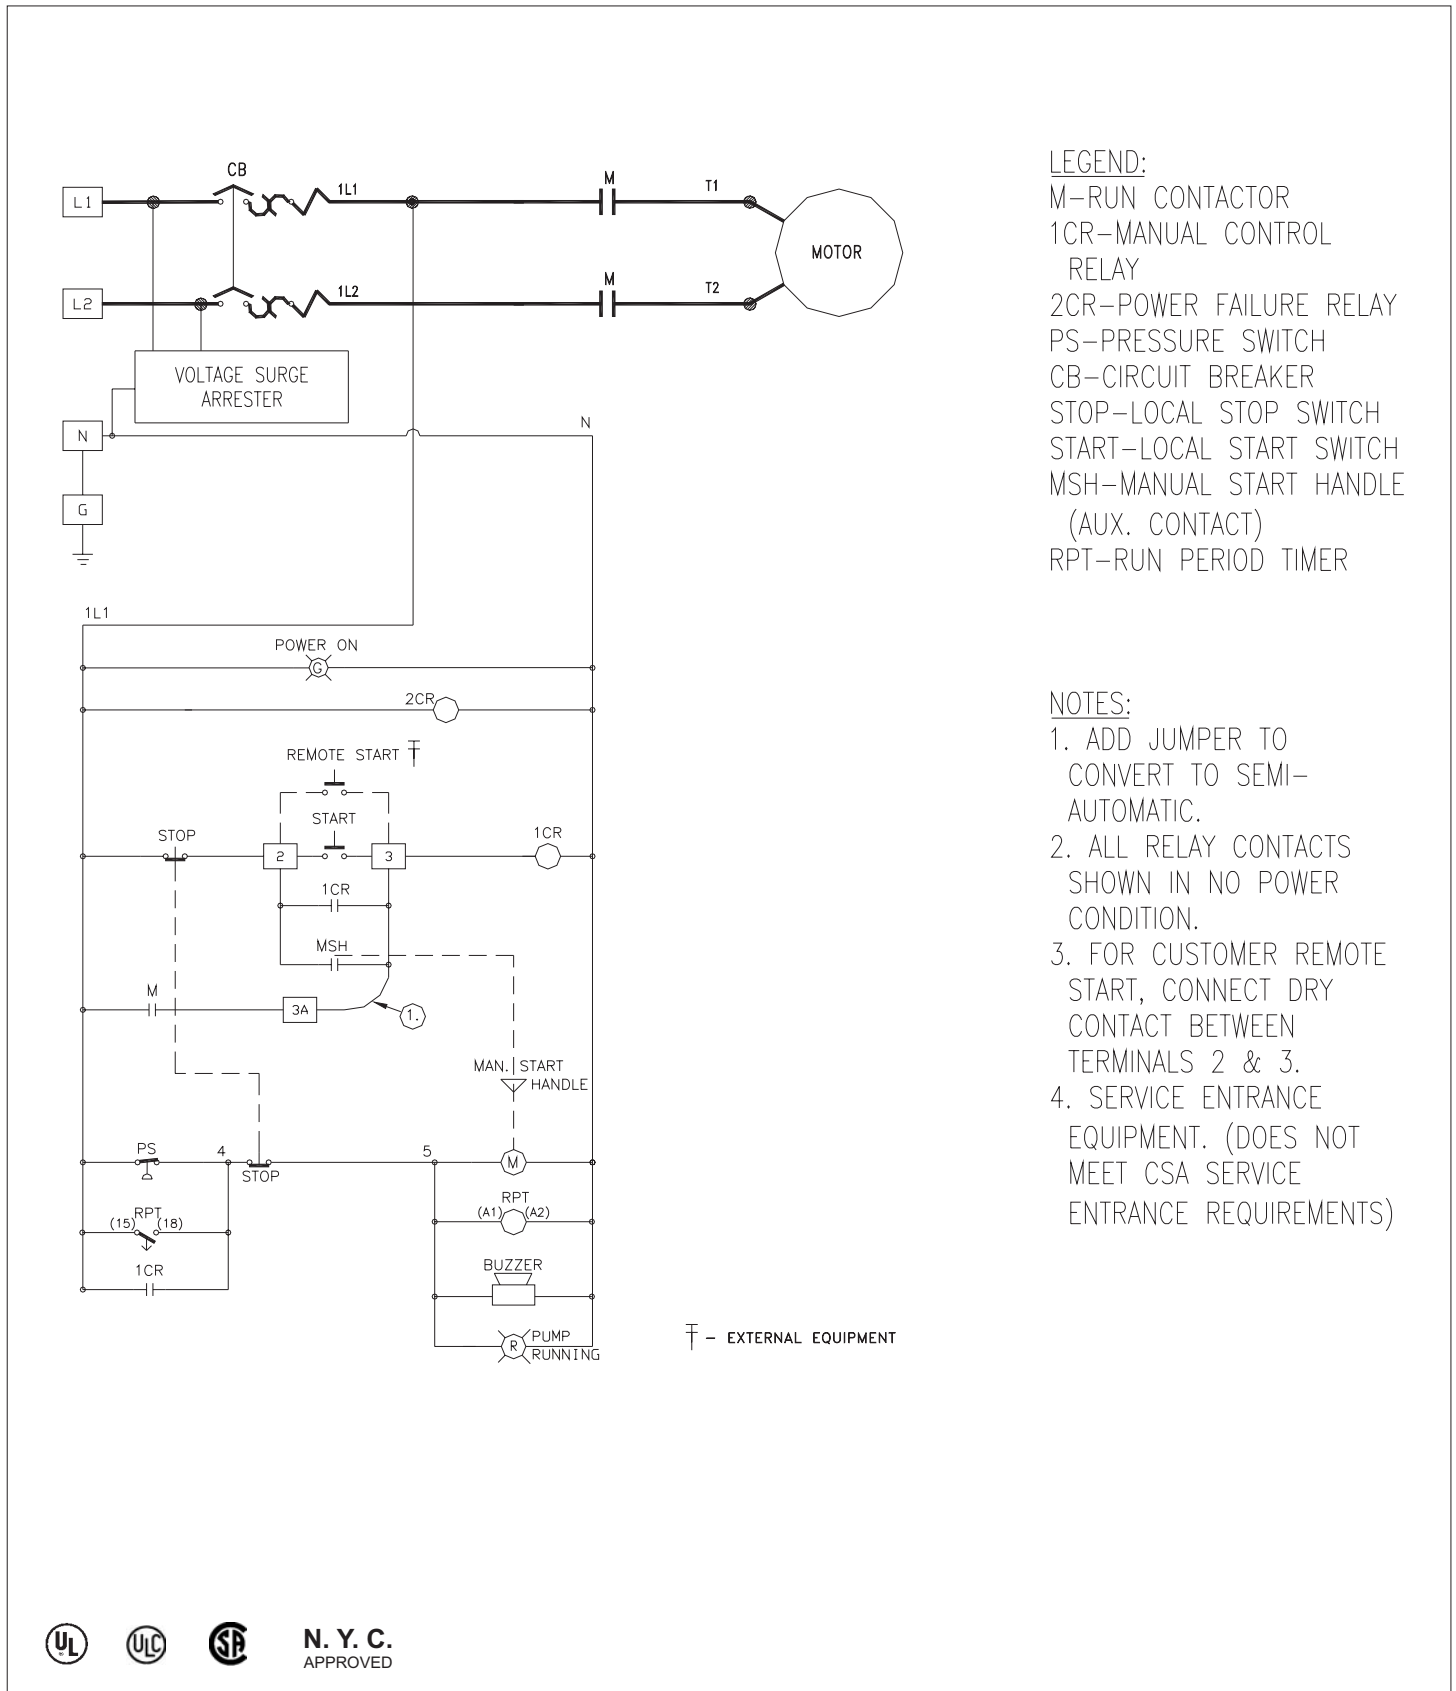 CB
L1
1L1
M
T1
MOTOR
L2
1L2
M
T2
VOLTAGE SURGE
ARRESTER
N
N
G
1L1
POWER ON
G
2CR
REMOTE START
START
STOP
2
3
1CR
1CR
MSH
M
3A
1.
MAN. START
HANDLE
PS
4
STOP
5
M
RPT
(15) (18)
RPT
(A1) (A2)
1CR
BUZZER
R
PUMP
RUNNING
- EXTERNAL EQUIPMENT
LEGEND:
M-RUN CONTACTOR
1CR-MANUAL CONTROL
RELAY
2CR-POWER FAILURE RELAY
PS-PRESSURE SWITCH
CB-CIRCUIT BREAKER
STOP-LOCAL STOP SWITCH
START-LOCAL START SWITCH
MSH-MANUAL START HANDLE
(AUX. CONTACT)
RPT-RUN PERIOD TIMER
NOTES:
1. ADD JUMPER TO
CONVERT TO SEMI-
AUTOMATIC.
2. ALL RELAY CONTACTS
SHOWN IN NO POWER
CONDITION.
3. FOR CUSTOMER REMOTE
START, CONNECT DRY
CONTACT BETWEEN
TERMINALS 2 & 3.
4. SERVICE ENTRANCE
EQUIPMENT. (DOES NOT
MEET CSA SERVICE
ENTRANCE REQUIREMENTS)
UL
ULC
SA
N. Y. C.
APPROVED